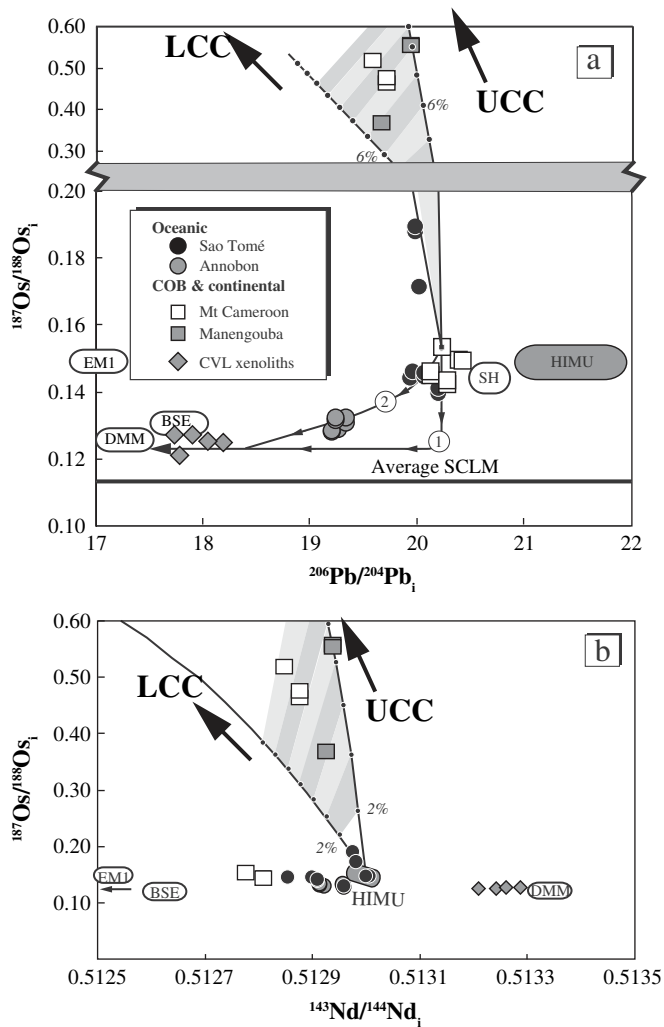 0.60
LCC
a
0.50
UCC
0.40
6%
0.30
6%
0.20
Oceanic
Sao Tomé
Annobon
0.18
COB & continental
Mt Cameroon
0.16
Manengouba
EM1
CVL xenoliths
SH
HIMU
0.14
2
BSE
DMM
1
0.12
Average SCLM
0.10
17 18 19 20 21 22
²⁰⁶Pb/²⁰⁴Pbᵢ
¹⁸⁷Os/¹⁸⁸Osᵢ
0.60
b
LCC
0.50
UCC
0.40
0.30
2%
2%
0.20
EM1
BSE
HIMU
DMM
0.10
0.5125 0.5127 0.5129 0.5131 0.5133 0.5135
¹⁴³Nd/¹⁴⁴Ndᵢ
¹⁸⁷Os/¹⁸⁸Osᵢ